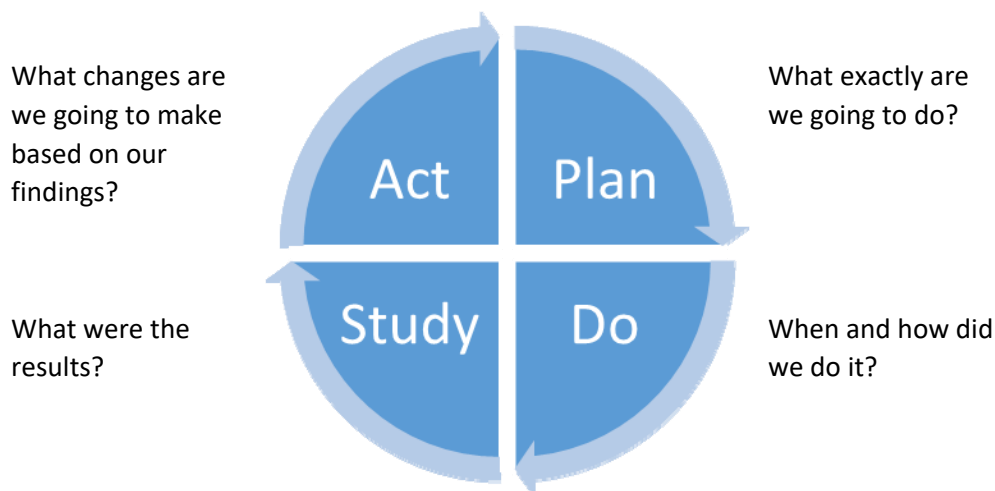 What changes are
we going to make
based on our
findings?
Act
Plan
What exactly are
we going to do?
What were the
results?
Study
Do
When and how did
we do it?